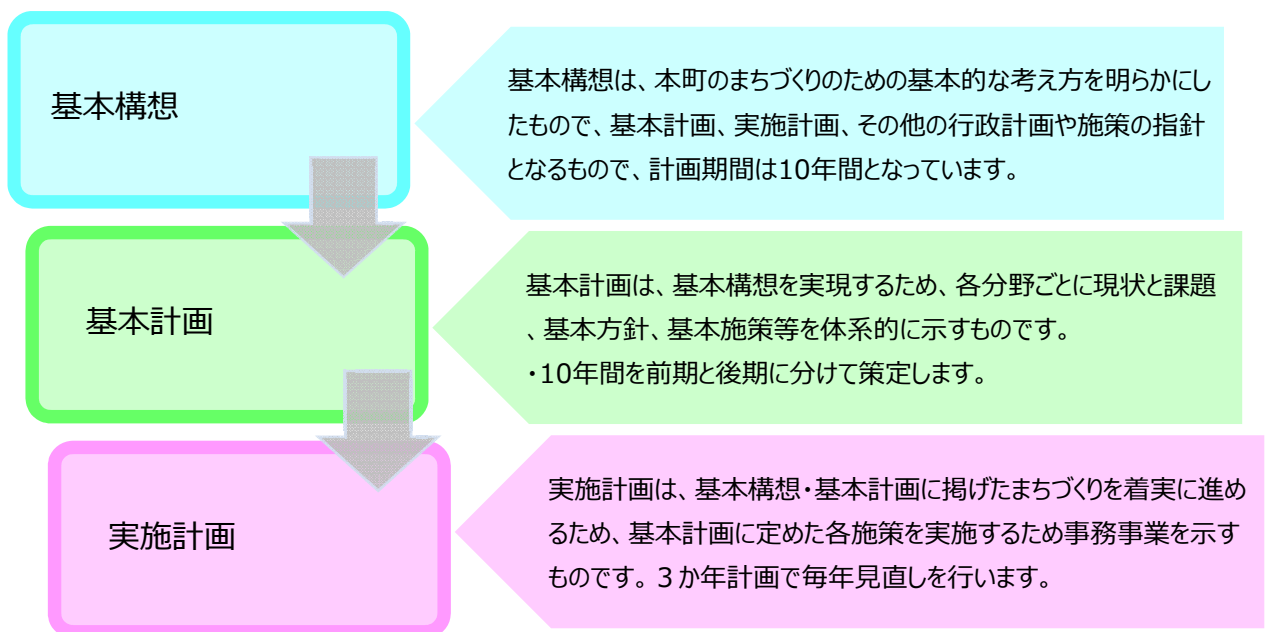 基本構想
基本構想は、本町のまちづくりのための基本的な考え方を明らかにし
たもので、基本計画、実施計画、その他の行政計画や施策の指針
となるもので、計画期間は10年間となっています。
基本計画
基本計画は、基本構想を実現するため、各分野ごとに現状と課題
、基本方針、基本施策等を体系的に示すものです。
・10年間を前期と後期に分けて策定します。
実施計画
実施計画は、基本構想・基本計画に掲げたまちづくりを着実に進め
るため、基本計画に定めた各施策を実施するため事務事業を示す
ものです。３か年計画で毎年見直しを行います。